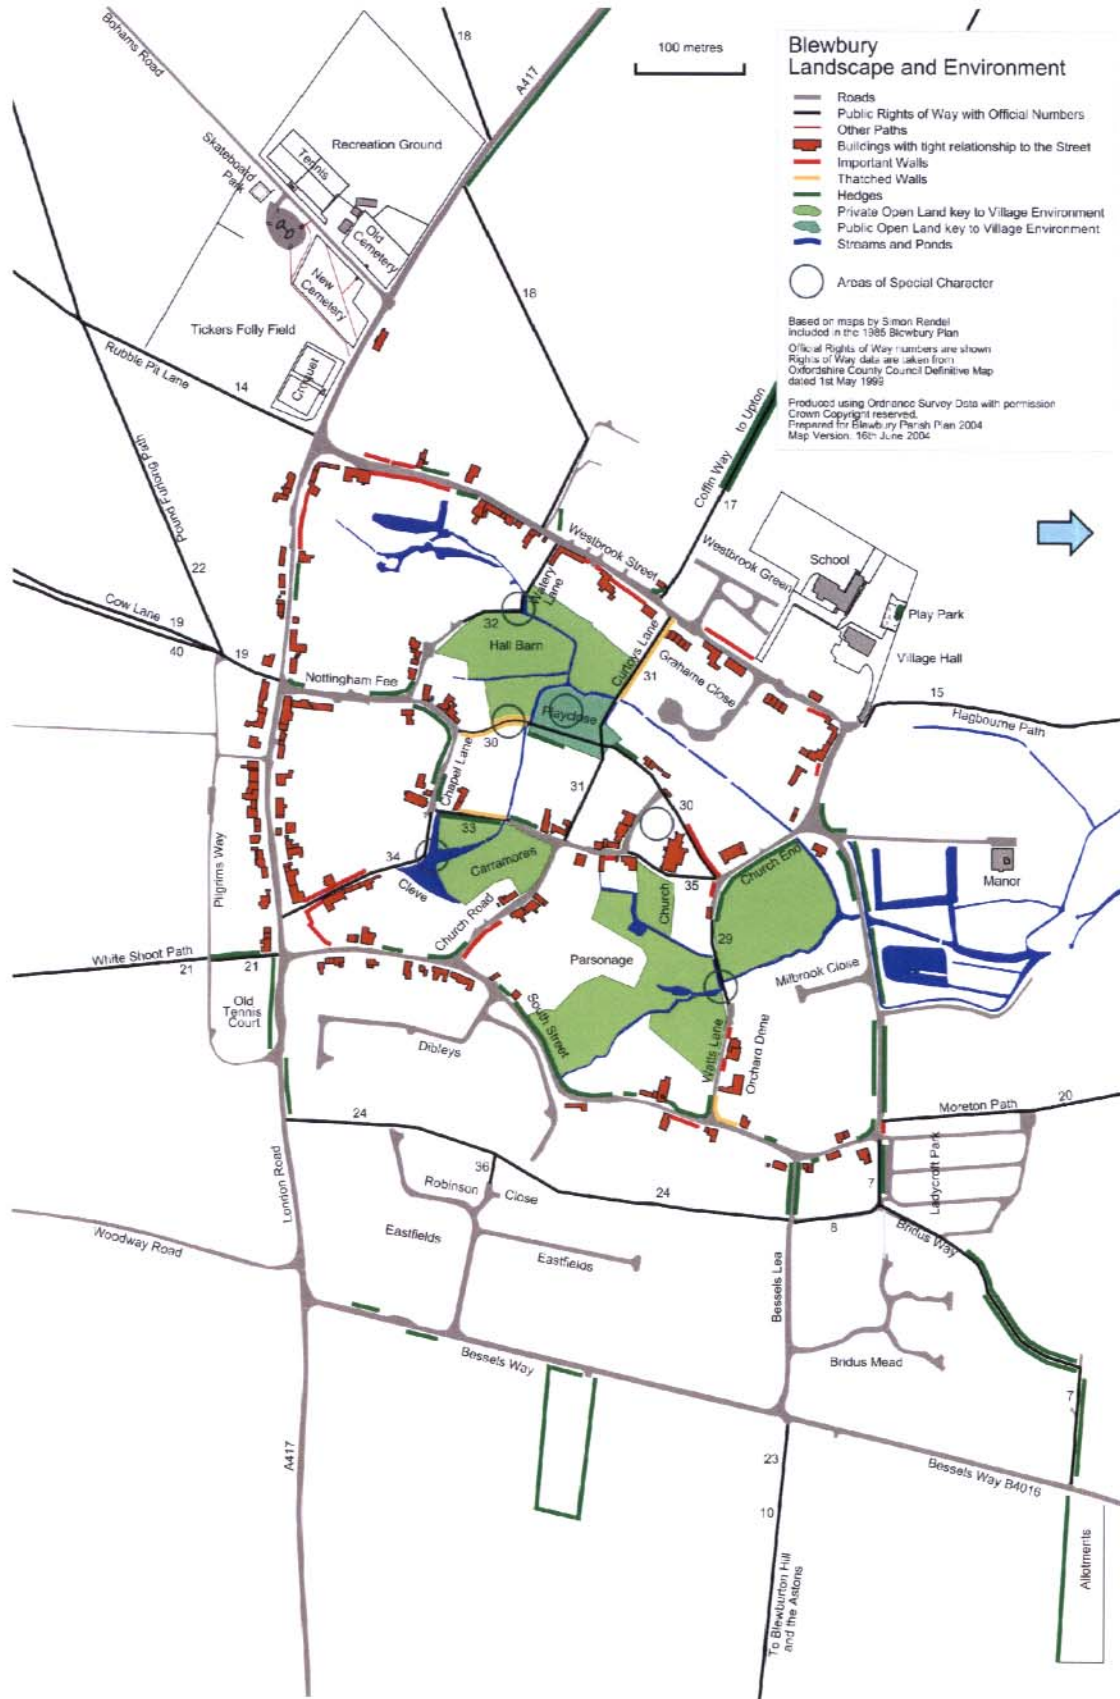 Blewbury
Landscape and Environment
Roads
Public Rights of Way with Official Numbers
Other Paths
Buildings with tight relationship to the Street
Important Walls
Thatched Walls
Hedges
Private Open Land key to Village Environment
Public Open Land key to Village Environment
Streams and Ponds
Areas of Special Character
Based on maps by Simon Rendel
included in the 1985 Blewbury Plan
Official Rights of Way numbers are shown
Rights of Way data are taken from
Oxfordshire County Council Definitive Map
dated 1st May 1999
Produced using Ordnance Survey Data with permission
Crown Copyright reserved.
Prepared for Blewbury Parish Plan 2004
Map Version: 16th June 2004
100 metres
Bohams Road
18
A417
Skateboard
Park
Tennis
Recreation Ground
Old
Cemetery
New
Cemetery
Tickers Folly Field
Croquet
Rubble Pit Lane
14
18
Pound Furlong Path
22
Coffin Way
to Upton
17
Westbrook Street
Westbrook Green
School
Play Park
Village Hall
Watery
Lane
32
Hall Barn
Curtoys Lane
31
Grahame Close
Cow Lane
19
40
19
Nottingham Fee
Playclose
30
15
Hagbourne Path
Chapel Lane
31
30
33
34
Carramores
Cleve
35
Church End
Manor
Pilgrims Way
Church Road
Church
29
White Shoot Path
21
21
Parsonage
Milbrook Close
Old
Tennis
Court
South Street
Dibleys
Watts Lane
Orchard Dene
Moreton Path
20
24
London Road
36
Robinson
Close
24
7
8
Ladycroft Park
Bridus Way
Woodway Road
Eastfields
Eastfields
Bessels Lea
Bessels Way
Bridus Mead
7
A417
23
10
Bessels Way B4016
To Blewburton Hill
and the Astons
Allotments